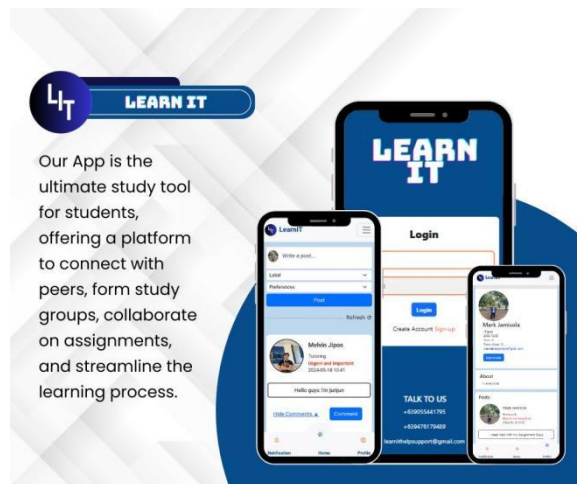 LIT
LEARN IT
Our App is the
ultimate study tool
for students,
offering a platform
to connect with
peers, form study
groups, collaborate
on assignments,
and streamline the
learning process.
LEARN
IT
Login
Login
Create Account Sign-up
TALK TO US
+639055441795
+639476179489
learnithelpsupport@gmail.com
LearnIT
Write a post...
Label
Preferences
Post
Refresh
Melvin Jipos
Tutoring
Urgent and Important
2024-05-14 10:41
Hello guys I'm junjun
Hide Comments ▲
Comment
Notification
Home
Profile
Mark Jamisola
About
Posts